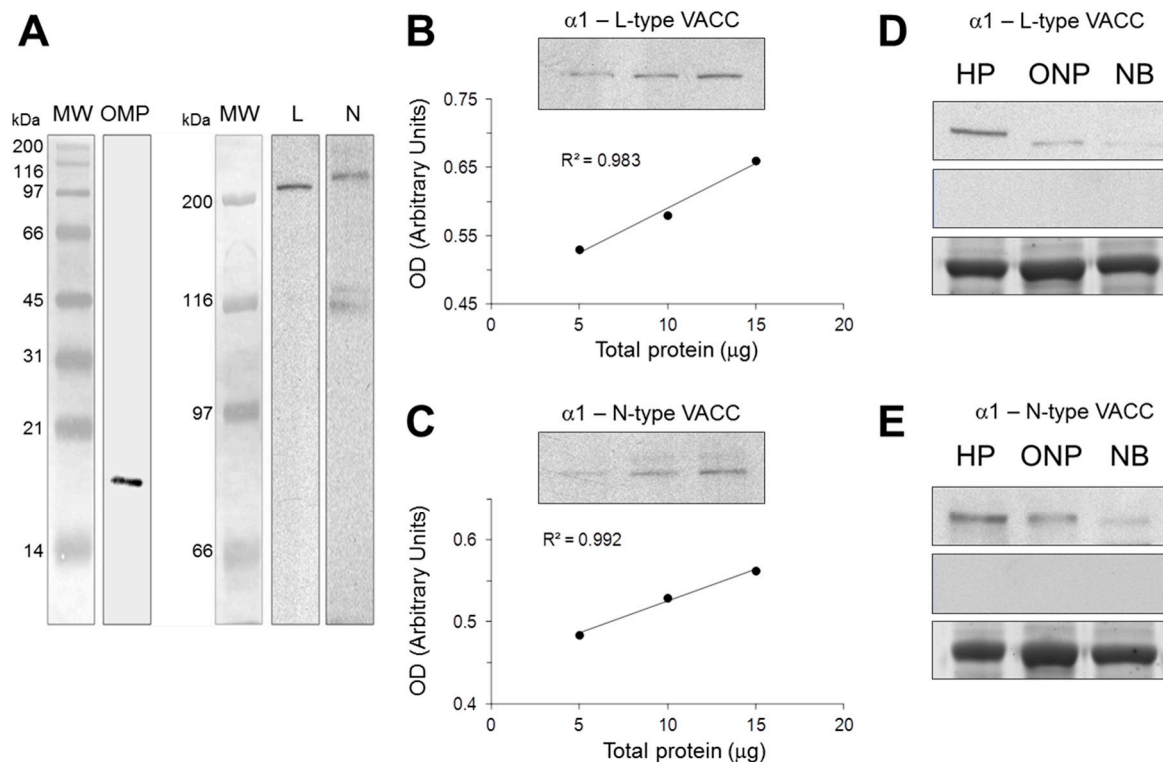 A
kDa MW OMP
200
116
97
66
45
31
21
14
kDa MW L N
200
116
97
66
B
α1 – L-type VACC
OD (Arbitrary Units)
0.75
0.65
0.55
0.45
R² = 0.983
0 5 10 15 20
Total protein (μg)
C
α1 – N-type VACC
OD (Arbitrary Units)
0.6
0.5
0.4
R² = 0.992
0 5 10 15 20
Total protein (μg)
D
α1 – L-type VACC
HP ONP NB
E
α1 – N-type VACC
HP ONP NB